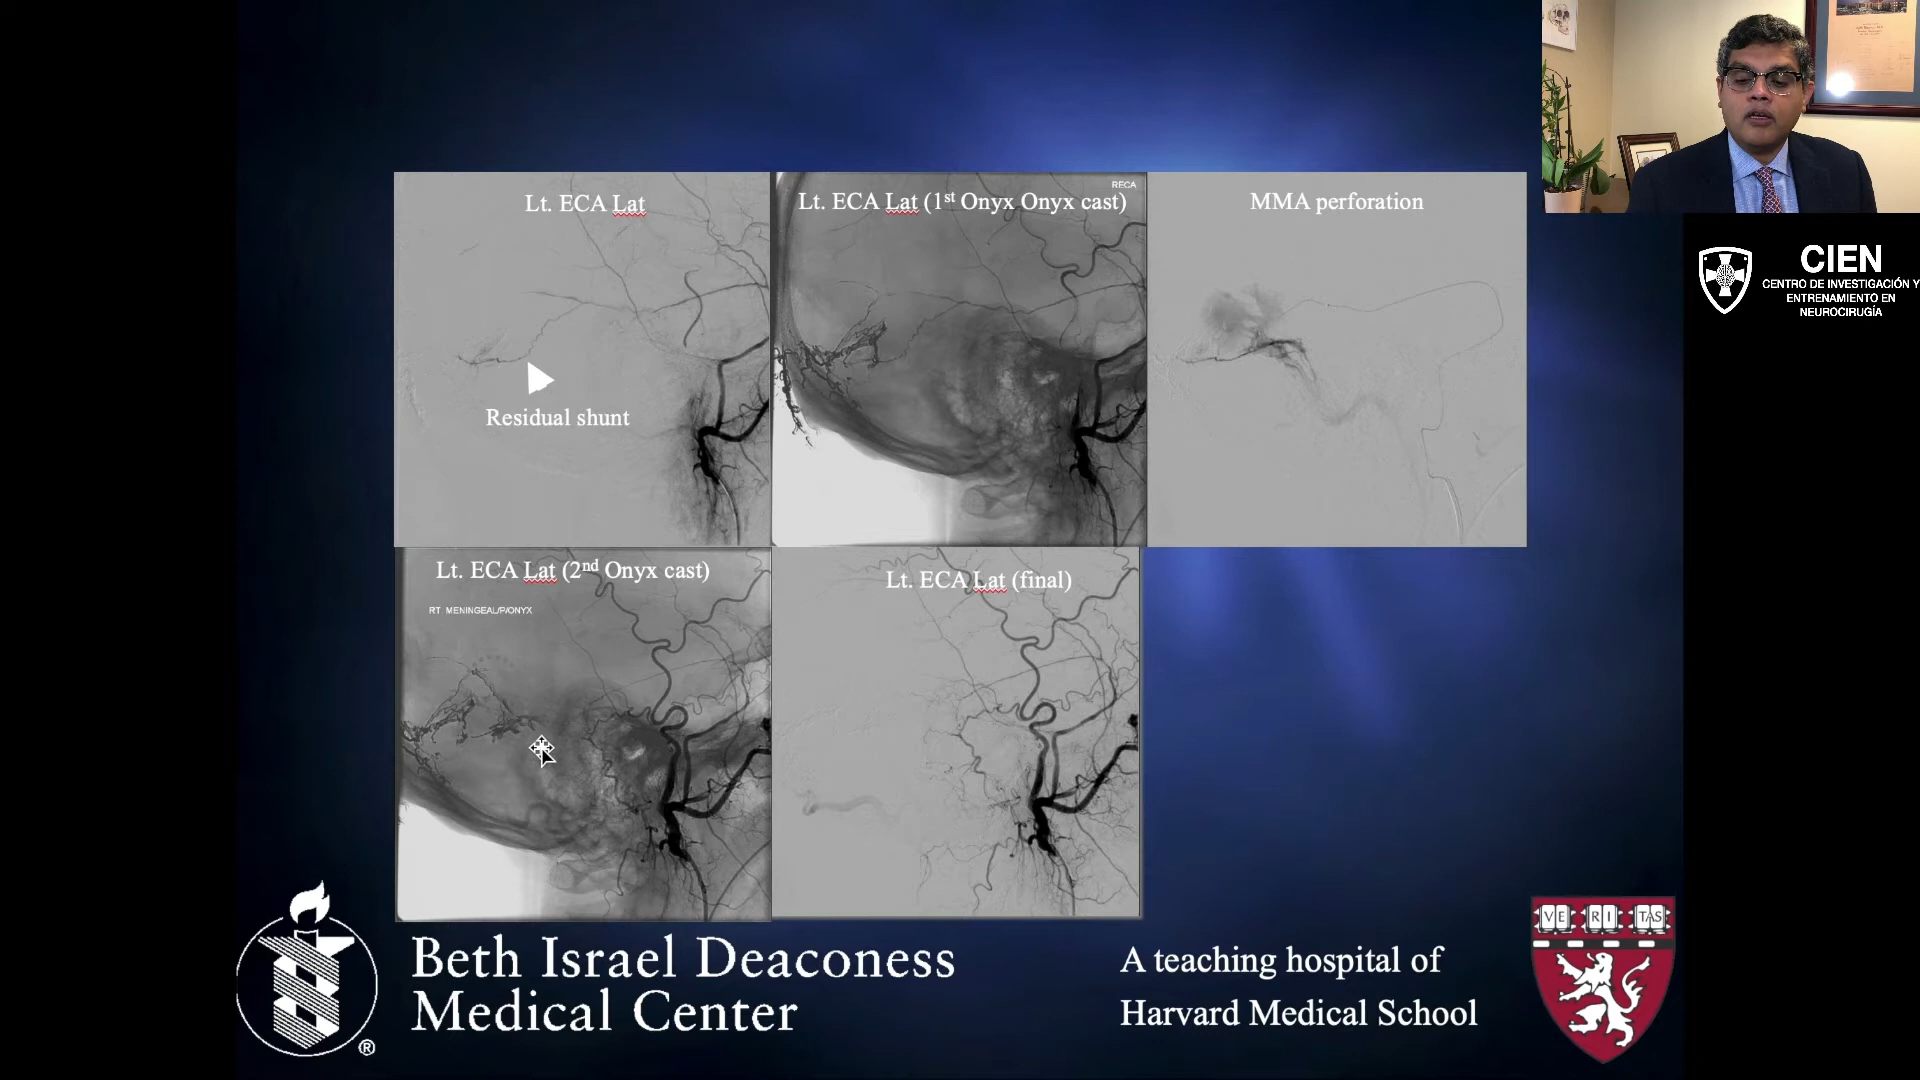 Lt. ECA Lat
Residual shunt
Lt. ECA Lat (1st Onyx Onyx cast)
RECA
MMA perforation
Lt. ECA Lat (2nd Onyx cast)
RT MENINGEAL/P/ONYX
Lt. ECA Lat (final)
CIEN
CENTRO DE INVESTIGACIÓN Y
ENTRENAMIENTO EN
NEUROCIRUGÍA
Beth Israel Deaconess
Medical Center
®
A teaching hospital of
Harvard Medical School
VE RI TAS